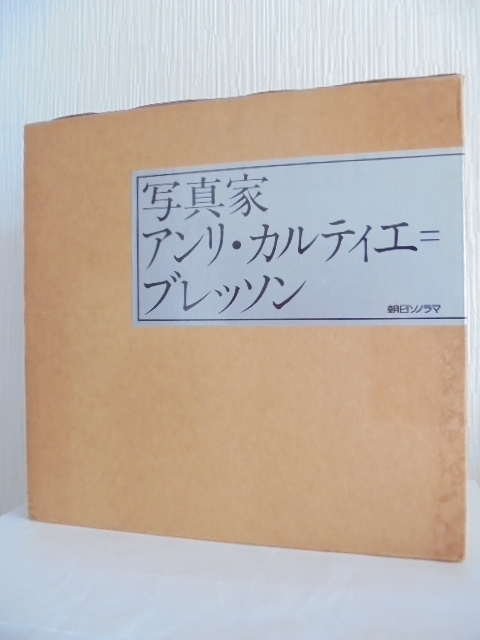 写真家
アンリ・カルティエ=
ブレッソン
朝日ソノラマ